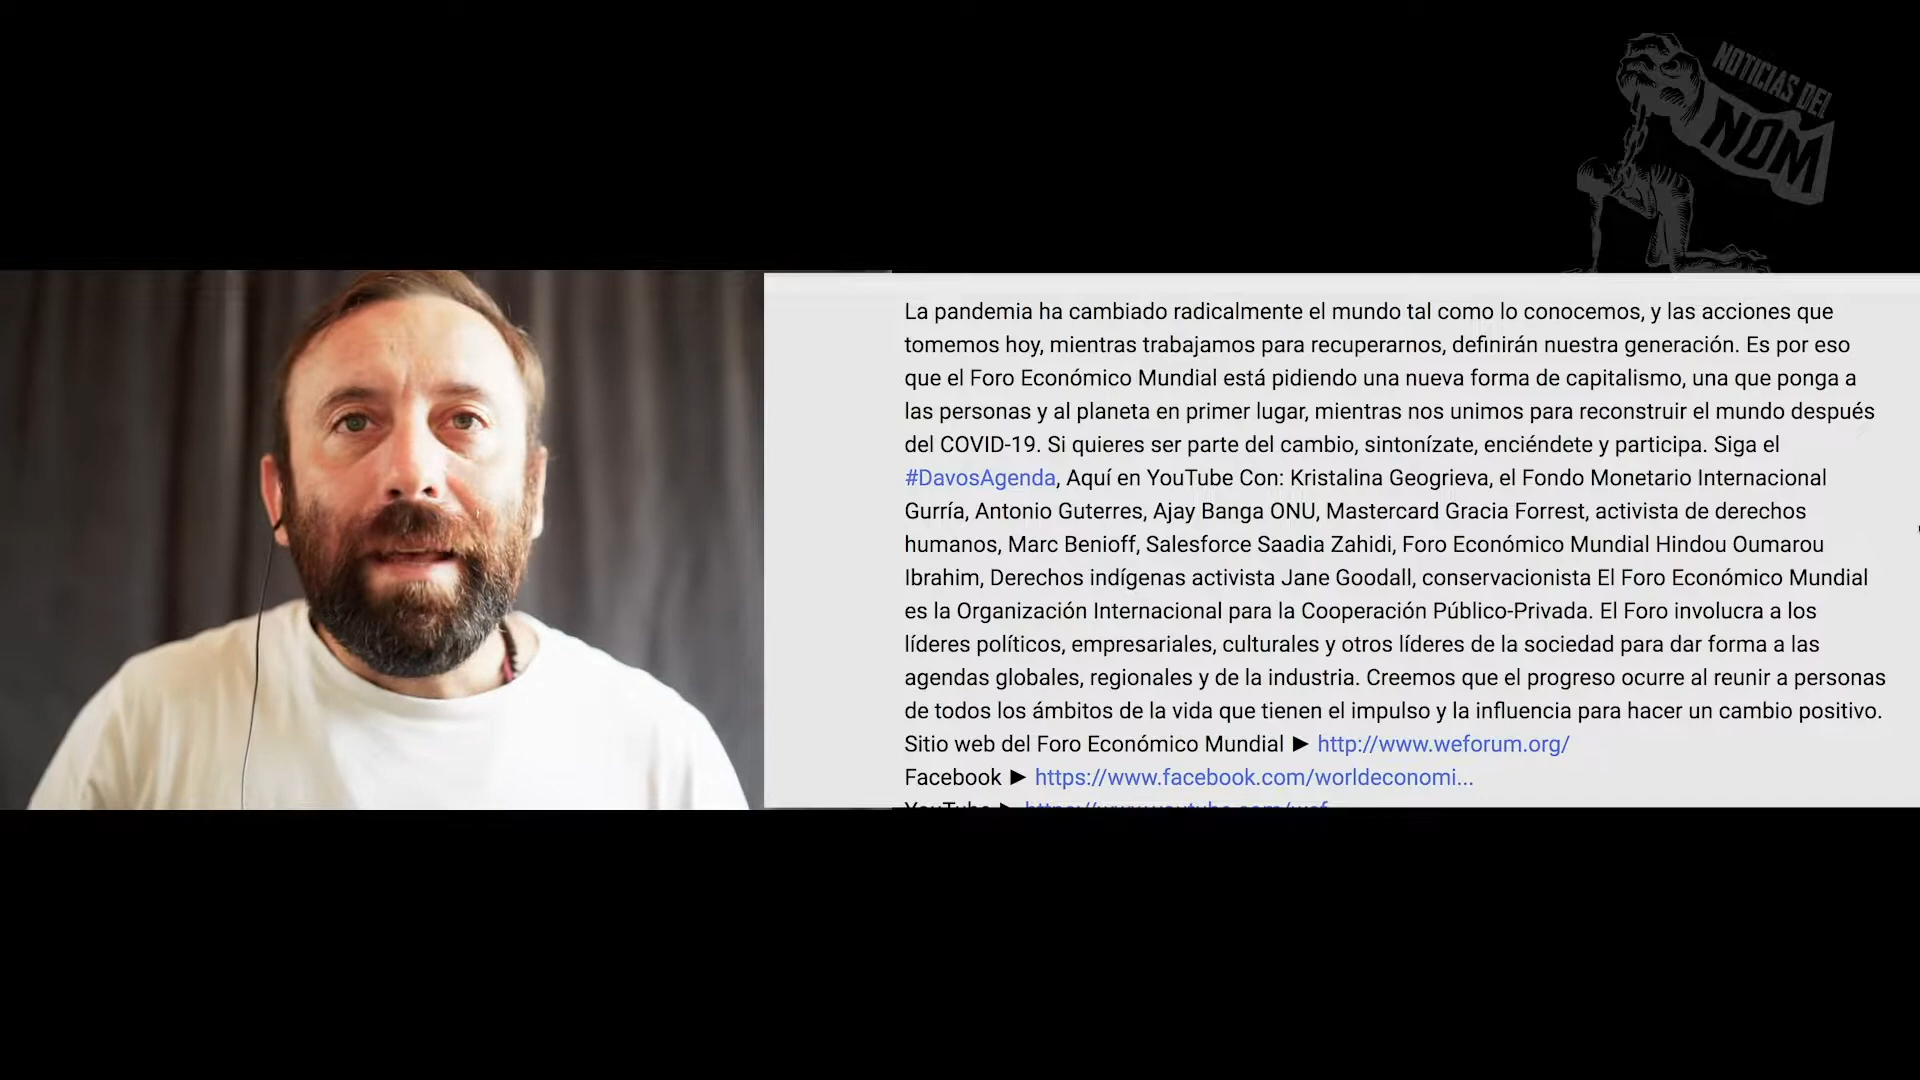 NOTICIAS DEL
NOM
La pandemia ha cambiado radicalmente el mundo tal como lo conocemos, y las acciones que
tomemos hoy, mientras trabajamos para recuperarnos, definirán nuestra generación. Es por eso
que el Foro Económico Mundial está pidiendo una nueva forma de capitalismo, una que ponga a
las personas y al planeta en primer lugar, mientras nos unimos para reconstruir el mundo después
del COVID-19. Si quieres ser parte del cambio, sintonízate, enciéndete y participa. Siga el
#DavosAgenda, Aquí en YouTube Con: Kristalina Geogrieva, el Fondo Monetario Internacional
Gurría, Antonio Guterres, Ajay Banga ONU, Mastercard Gracia Forrest, activista de derechos
humanos, Marc Benioff, Salesforce Saadia Zahidi, Foro Económico Mundial Hindou Oumarou
Ibrahim, Derechos indígenas activista Jane Goodall, conservacionista El Foro Económico Mundial
es la Organización Internacional para la Cooperación Público-Privada. El Foro involucra a los
líderes políticos, empresariales, culturales y otros líderes de la sociedad para dar forma a las
agendas globales, regionales y de la industria. Creemos que el progreso ocurre al reunir a personas
de todos los ámbitos de la vida que tienen el impulso y la influencia para hacer un cambio positivo.
Sitio web del Foro Económico Mundial ► http://www.weforum.org/
Facebook ► https://www.facebook.com/worldeconomi...
YouTube ► https://www.youtube.com/wef